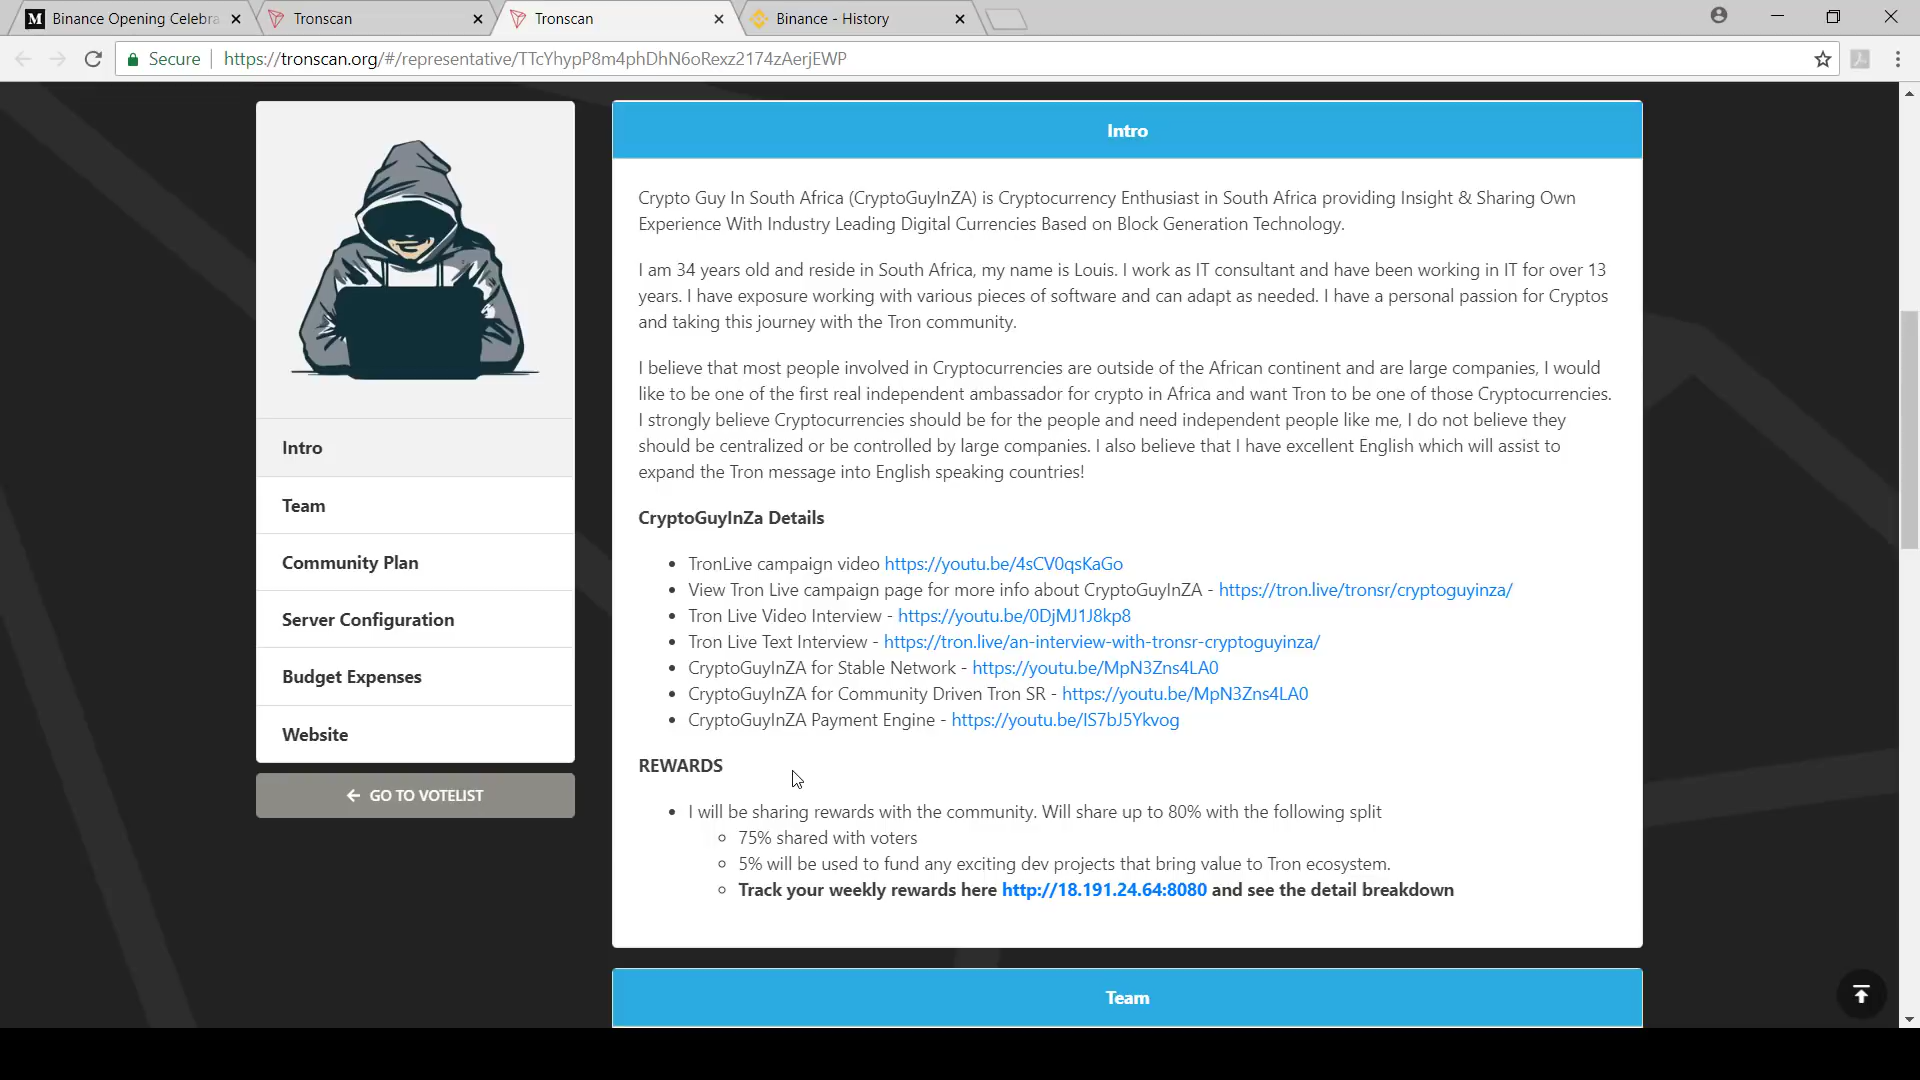 Binance Opening Celebra
Tronscan
Tronscan
Binance - History
Secure
https://tronscan.org/#/representative/TTcYhypP8m4phDhN6oRexz2174zAerjEWP
Intro
Team
Community Plan
Server Configuration
Budget Expenses
Website
GO TO VOTELIST
Intro
Crypto Guy In South Africa (CryptoGuyInZA) is Cryptocurrency Enthusiast in South Africa providing Insight & Sharing Own
Experience With Industry Leading Digital Currencies Based on Block Generation Technology.
I am 34 years old and reside in South Africa, my name is Louis. I work as IT consultant and have been working in IT for over 13
years. I have exposure working with various pieces of software and can adapt as needed. I have a personal passion for Cryptos
and taking this journey with the Tron community.
I believe that most people involved in Cryptocurrencies are outside of the African continent and are large companies, I would
like to be one of the first real independent ambassador for crypto in Africa and want Tron to be one of those Cryptocurrencies.
I strongly believe Cryptocurrencies should be for the people and need independent people like me, I do not believe they
should be centralized or be controlled by large companies. I also believe that I have excellent English which will assist to
expand the Tron message into English speaking countries!
CryptoGuyInZa Details
TronLive campaign video https://youtu.be/4sCV0qsKaGo
View Tron Live campaign page for more info about CryptoGuyInZA - https://tron.live/tronsr/cryptoguyinza/
Tron Live Video Interview - https://youtu.be/0DjMJ1J8kp8
Tron Live Text Interview - https://tron.live/an-interview-with-tronsr-cryptoguyinza/
CryptoGuyInZA for Stable Network - https://youtu.be/MpN3Zns4LA0
CryptoGuyInZA for Community Driven Tron SR - https://youtu.be/MpN3Zns4LA0
CryptoGuyInZA Payment Engine - https://youtu.be/IS7bJ5Ykvog
REWARDS
I will be sharing rewards with the community. Will share up to 80% with the following split
75% shared with voters
5% will be used to fund any exciting dev projects that bring value to Tron ecosystem.
Track your weekly rewards here http://18.191.24.64:8080 and see the detail breakdown
Team